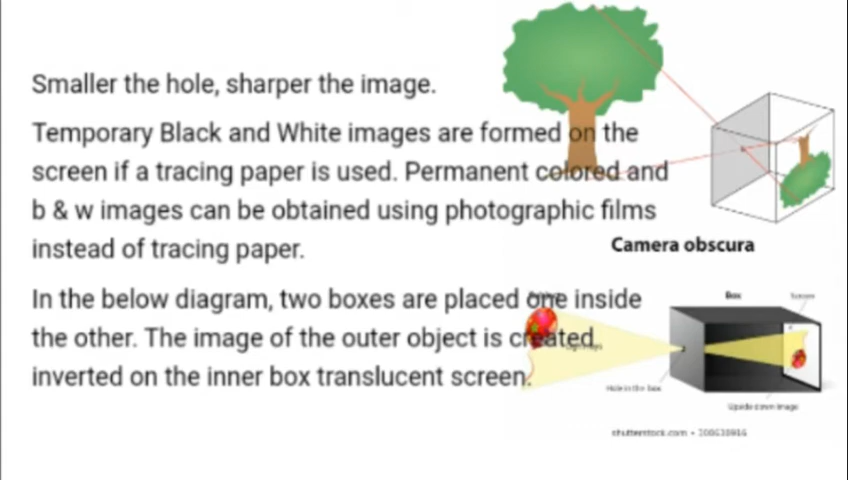 Smaller the hole, sharper the image.
Temporary Black and White images are formed on the
screen if a tracing paper is used. Permanent colored and
b & w images can be obtained using photographic films
instead of tracing paper.
Camera obscura
In the below diagram, two boxes are placed one inside
the other. The image of the outer object is created
inverted on the inner box translucent screen.
Box
Screen
Hole in the box
Upside down image
shutterstock.com •